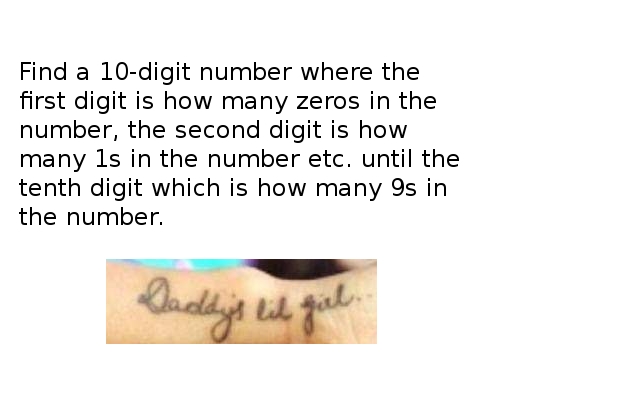 Find a 10-digit number where the
first digit is how many zeros in the
number, the second digit is how
many 1s in the number etc. until the
tenth digit which is how many 9s in
the number.
Daddy's lil girl...